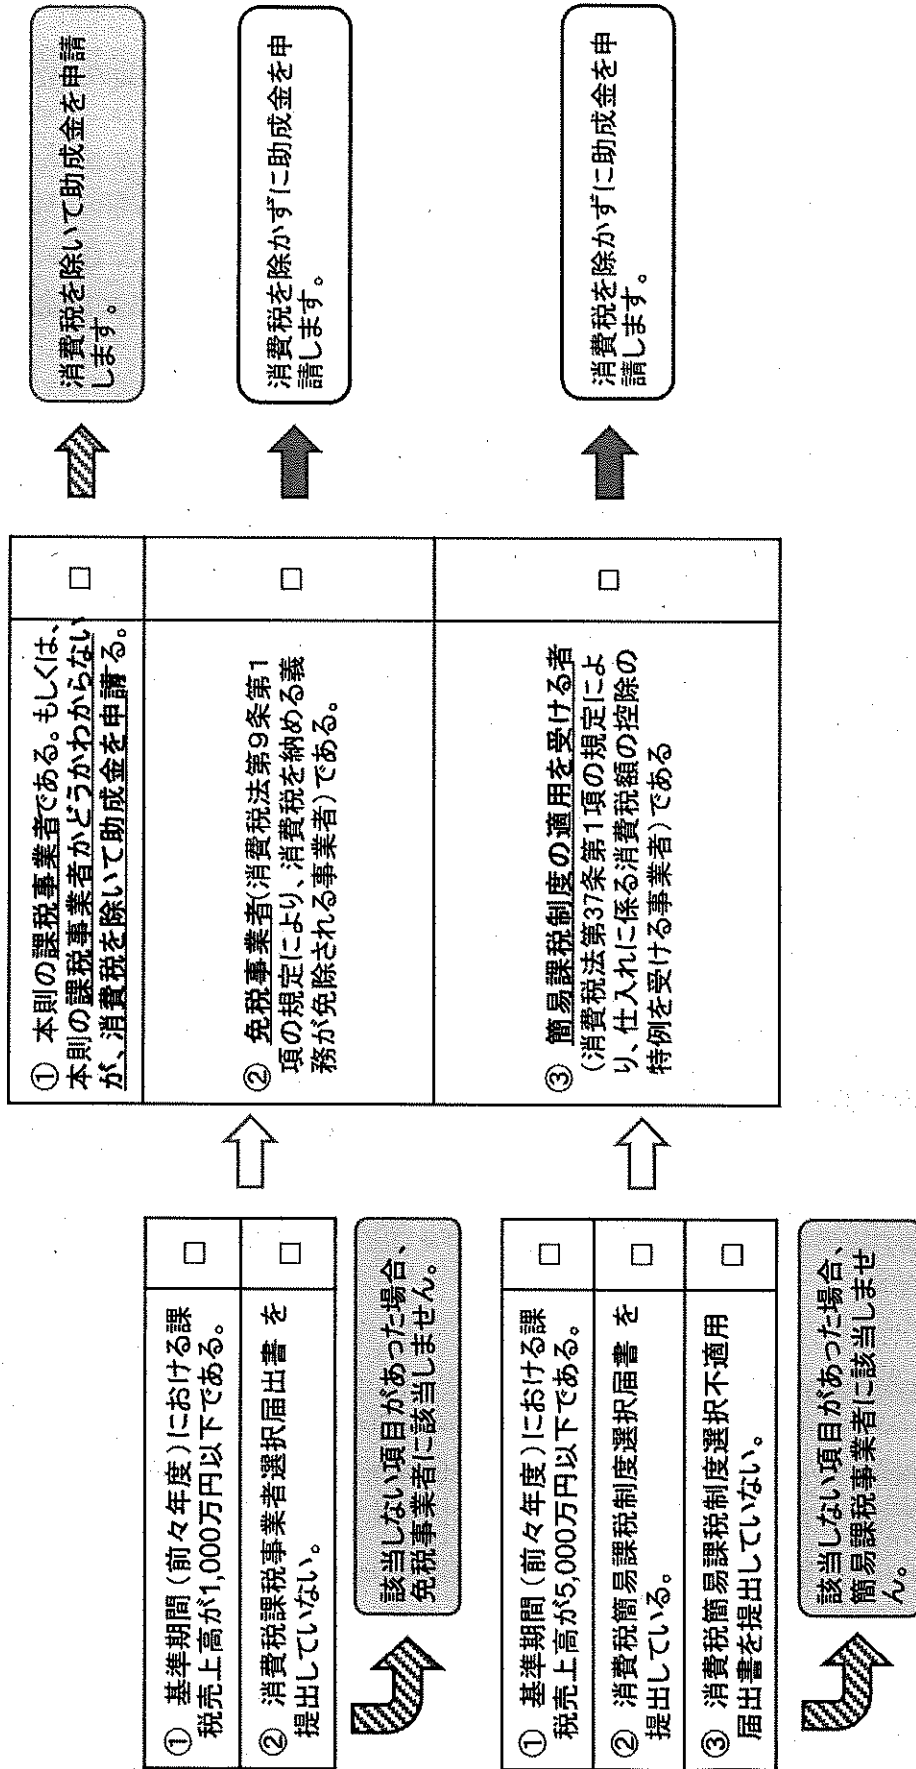 ① 基準期間(前々年度)における課
税売上高が1,000万円以下である。
□
② 消費税課税事業者選択届出書 を
提出していない。
□
該当しない項目があった場合、
免税事業者に該当しません。
① 基準期間(前々年度)における課
税売上高が5,000万円以下である。
□
② 消費税簡易課税制度選択届書 を
提出している。
□
③ 消費税簡易課税制度選択不適用
届出書を提出していない。
□
該当しない項目があった場合、
簡易課税事業者に該当しませ
ん。
① 本則の課税事業者である。もしくは、
本則の課税事業者かどうかわからない
が、消費税を除いて助成金を申請する。
□
② 免税事業者(消費税法第9条第1
項の規定により、消費税を納める義
務が免除される事業者)である。
□
③ 簡易課税制度の適用を受ける者
(消費税法第37条第1項の規定によ
り、仕入れに係る消費税額の控除の
特例を受ける事業者)である
□
消費税を除いて助成金を申請
します。
消費税を除かずに助成金を申
請します。
消費税を除かずに助成金を申
請します。